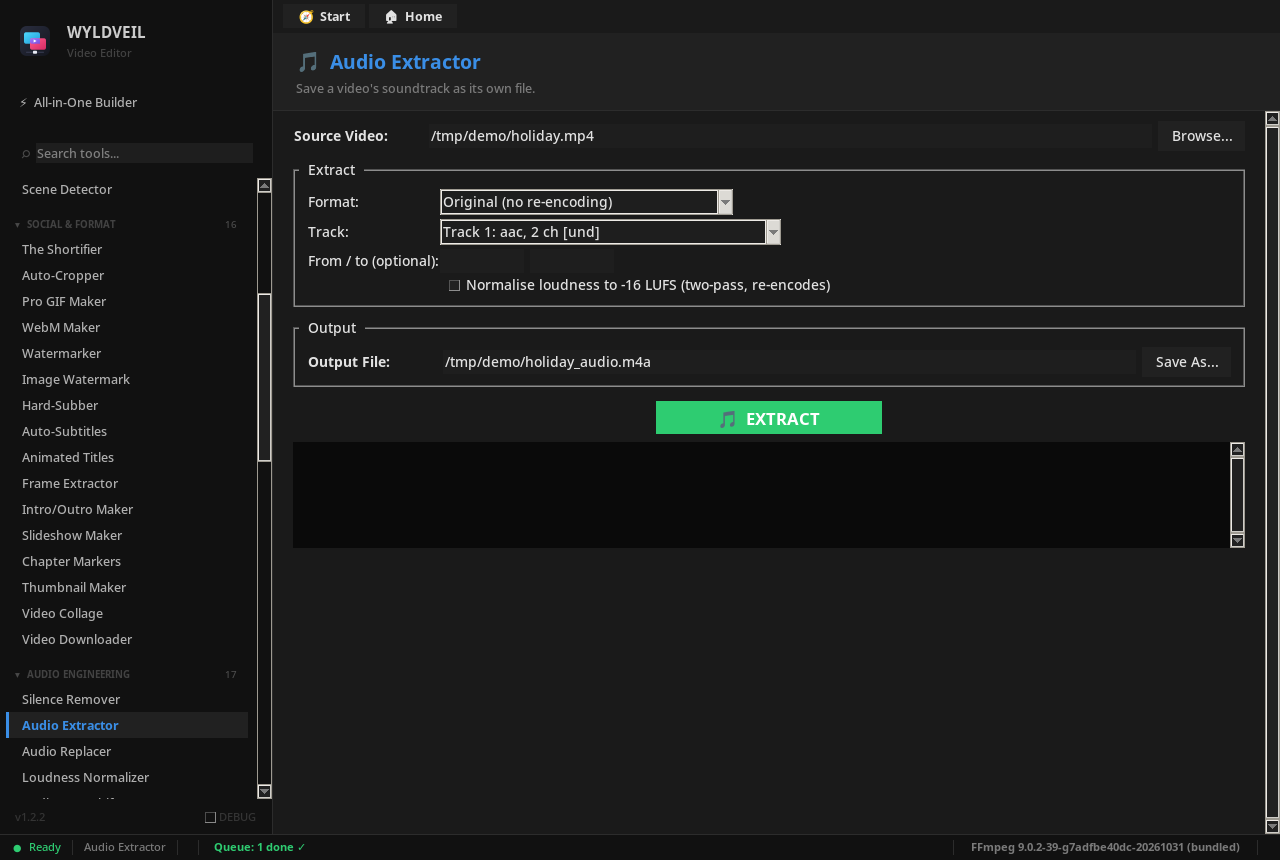 WYLDVEIL
Video Editor
⚡ All-in-One Builder
Search tools...
Scene Detector
▾ SOCIAL & FORMAT 16
The Shortifier
Auto-Cropper
Pro GIF Maker
WebM Maker
Watermarker
Image Watermark
Hard-Subber
Auto-Subtitles
Animated Titles
Frame Extractor
Intro/Outro Maker
Slideshow Maker
Chapter Markers
Thumbnail Maker
Video Collage
Video Downloader
▾ AUDIO ENGINEERING 17
Silence Remover
Audio Extractor
Audio Replacer
Loudness Normalizer
v1.2.2 DEBUG
Start Home
Audio Extractor
Save a video's soundtrack as its own file.
Source Video: /tmp/demo/holiday.mp4 Browse...
Extract
Format: Original (no re-encoding)
Track: Track 1: aac, 2 ch [und]
From / to (optional):
Normalise loudness to -16 LUFS (two-pass, re-encodes)
Output
Output File: /tmp/demo/holiday_audio.m4a Save As...
EXTRACT
● Ready Audio Extractor Queue: 1 done ✓ FFmpeg 9.0.2-39-g7adfbe40dc-20261031 (bundled)